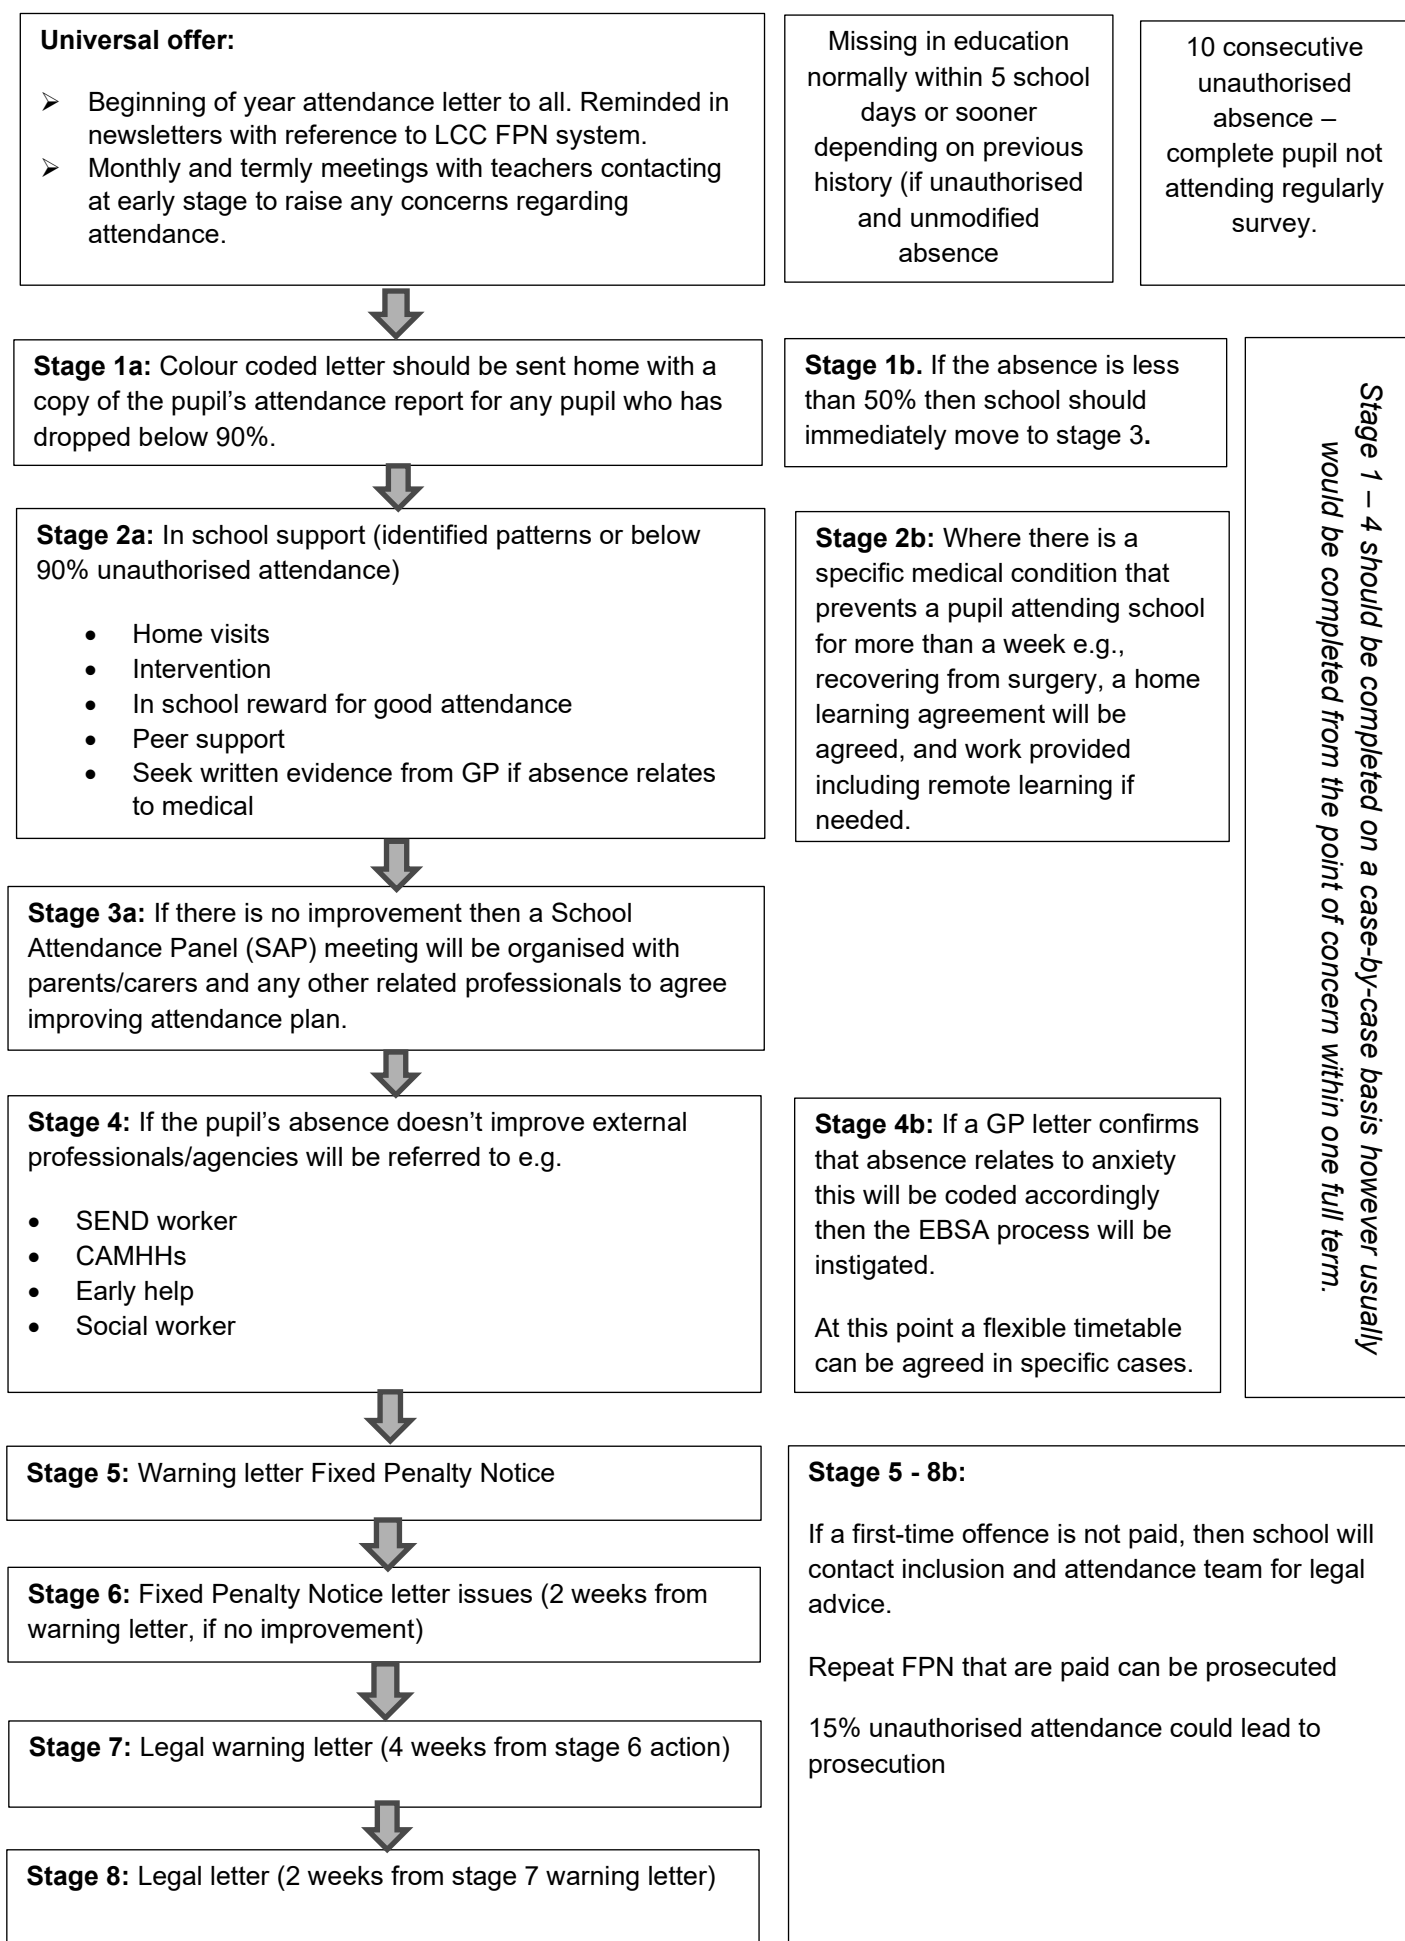 Universal offer:
➢ Beginning of year attendance letter to all. Reminded in
newsletters with reference to LCC FPN system.
➢ Monthly and termly meetings with teachers contacting
at early stage to raise any concerns regarding
attendance.
Missing in education
normally within 5 school
days or sooner
depending on previous
history (if unauthorised
and unmodified
absence
10 consecutive
unauthorised
absence –
complete pupil not
attending regularly
survey.
Stage 1a: Colour coded letter should be sent home with a
copy of the pupil’s attendance report for any pupil who has
dropped below 90%.
Stage 1b. If the absence is less
than 50% then school should
immediately move to stage 3.
Stage 1 – 4 should be completed on a case-by-case basis however usually
would be completed from the point of concern within one full term.
Stage 2a: In school support (identified patterns or below
90% unauthorised attendance)
• Home visits
• Intervention
• In school reward for good attendance
• Peer support
• Seek written evidence from GP if absence relates
to medical
Stage 2b: Where there is a
specific medical condition that
prevents a pupil attending school
for more than a week e.g.,
recovering from surgery, a home
learning agreement will be
agreed, and work provided
including remote learning if
needed.
Stage 3a: If there is no improvement then a School
Attendance Panel (SAP) meeting will be organised with
parents/carers and any other related professionals to agree
improving attendance plan.
Stage 4: If the pupil’s absence doesn’t improve external
professionals/agencies will be referred to e.g.
• SEND worker
• CAMHHs
• Early help
• Social worker
Stage 4b: If a GP letter confirms
that absence relates to anxiety
this will be coded accordingly
then the EBSA process will be
instigated.
At this point a flexible timetable
can be agreed in specific cases.
Stage 5: Warning letter Fixed Penalty Notice
Stage 6: Fixed Penalty Notice letter issues (2 weeks from
warning letter, if no improvement)
Stage 7: Legal warning letter (4 weeks from stage 6 action)
Stage 8: Legal letter (2 weeks from stage 7 warning letter)
Stage 5 - 8b:
If a first-time offence is not paid, then school will
contact inclusion and attendance team for legal
advice.
Repeat FPN that are paid can be prosecuted
15% unauthorised attendance could lead to
prosecution